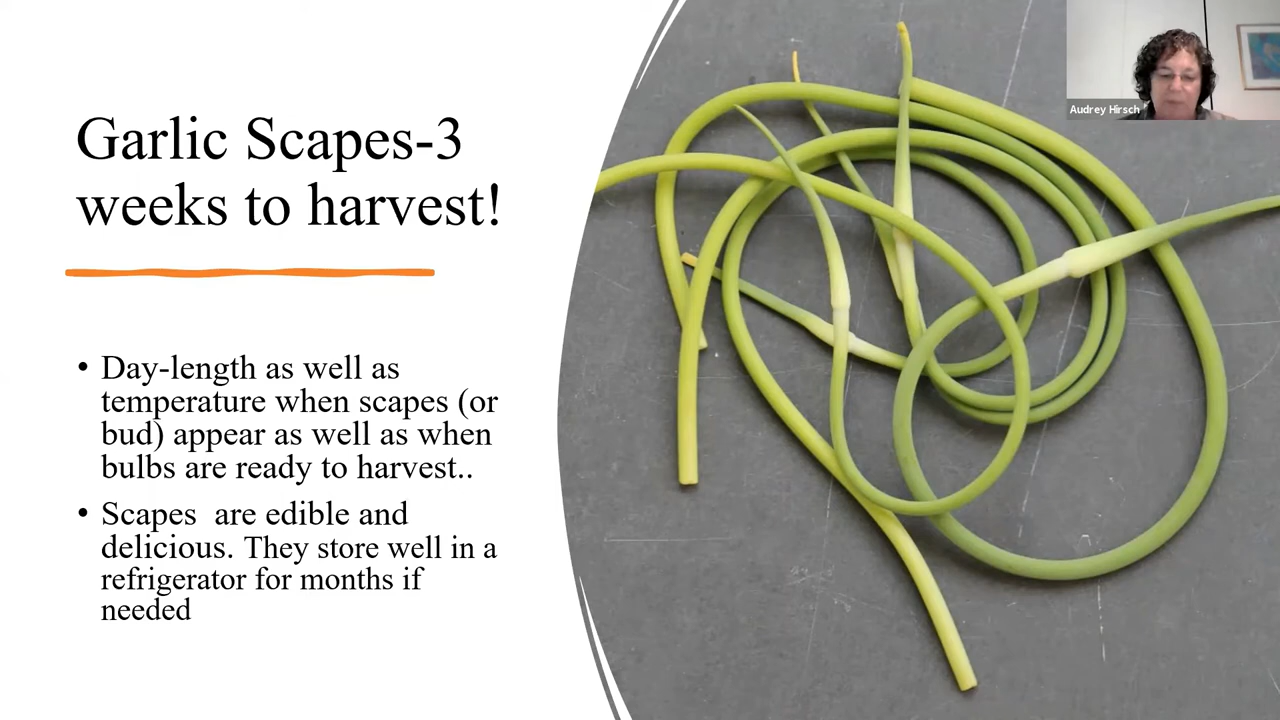 Garlic Scapes-3
weeks to harvest!
• Day-length as well as
temperature when scapes (or
bud) appear as well as when
bulbs are ready to harvest..
• Scapes  are edible and
delicious. They store well in a
refrigerator for months if
needed
Audrey Hirsch